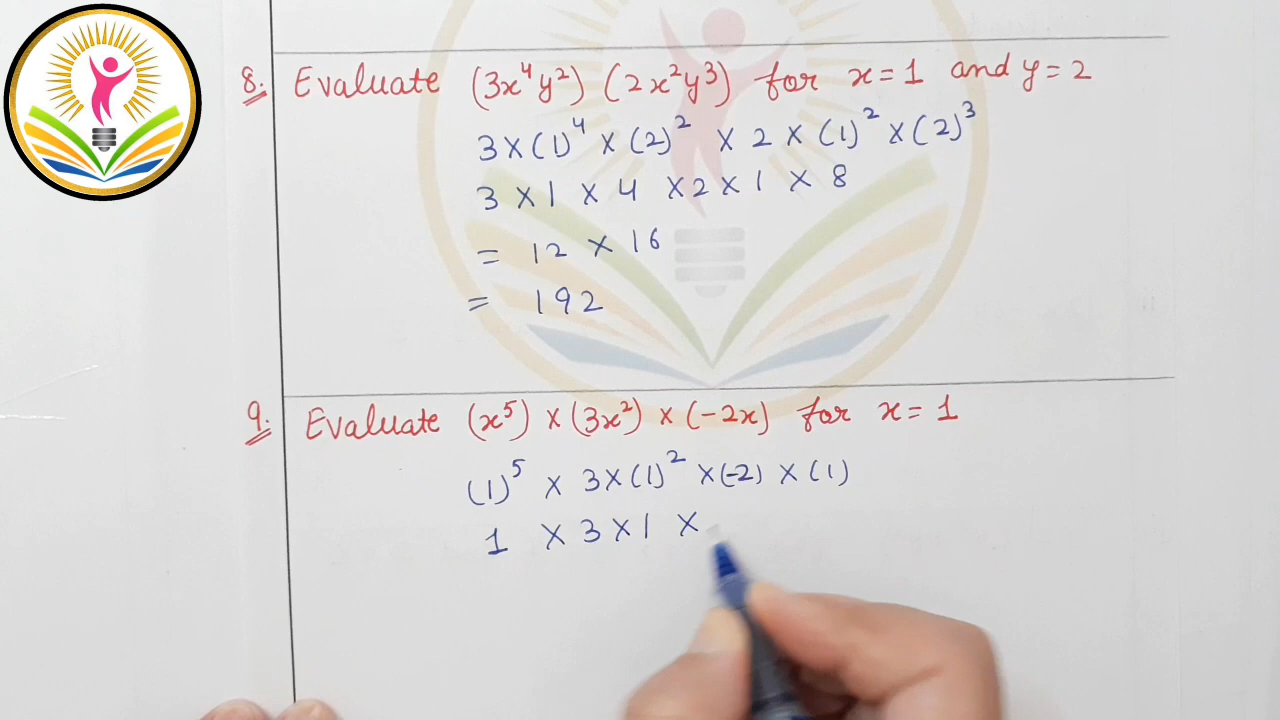 8. Evaluate (3x⁴y²) (2x²y³) for x=1 and y=2
3×(1)⁴ × (2)² × 2 × (1)² × (2)³
3 × 1 × 4 × 2 × 1 × 8
= 12 × 16
= 192
9. Evaluate (x⁵) × (3x²) × (-2x) for x=1
(1)⁵ × 3×(1)² ×(-2) × (1)
1 × 3 × 1 ×